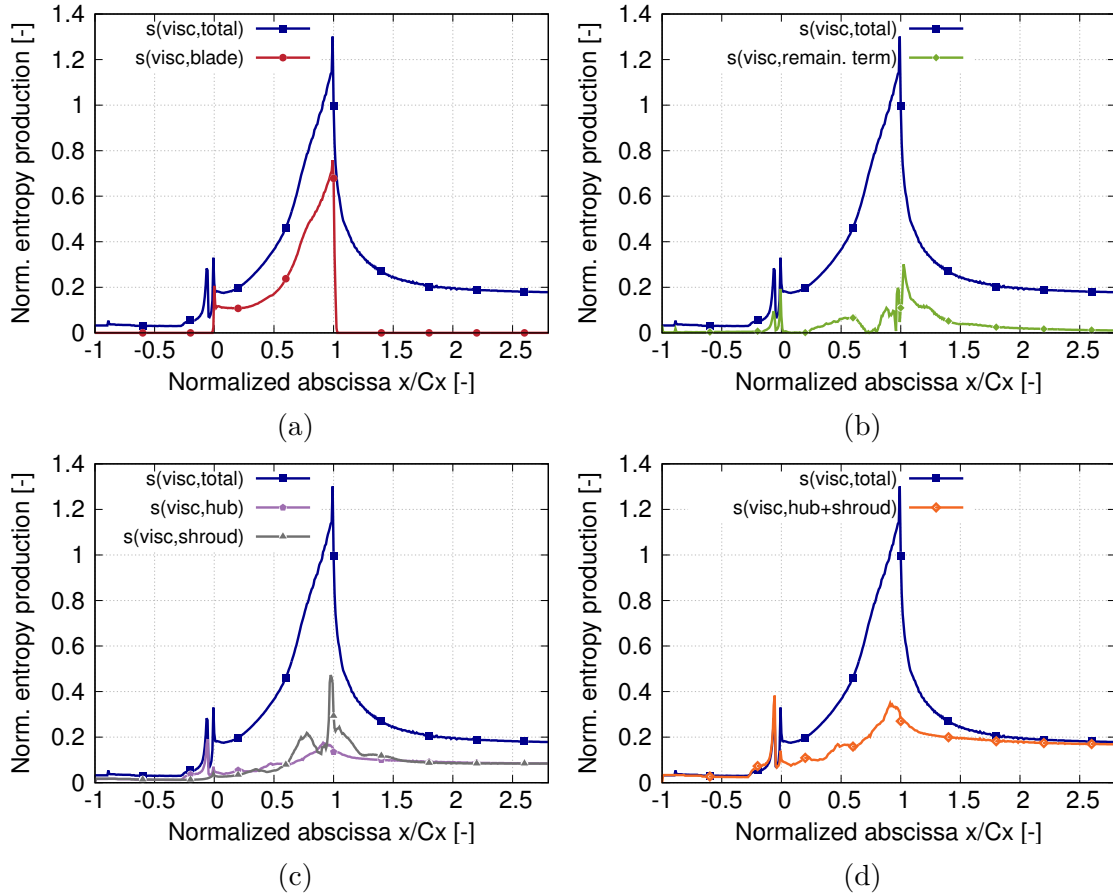 1.4
1.2
1
0.8
0.6
0.4
0.2
0
Norm. entropy production [-]
s(visc,total)
s(visc,blade)
-1 -0.5 0 0.5 1 1.5 2 2.5
Normalized abscissa x/Cx [-]
(a)
1.4
1.2
1
0.8
0.6
0.4
0.2
0
Norm. entropy production [-]
s(visc,total)
s(visc,remain. term)
-1 -0.5 0 0.5 1 1.5 2 2.5
Normalized abscissa x/Cx [-]
(b)
1.4
1.2
1
0.8
0.6
0.4
0.2
0
Norm. entropy production [-]
s(visc,total)
s(visc,hub)
s(visc,shroud)
-1 -0.5 0 0.5 1 1.5 2 2.5
Normalized abscissa x/Cx [-]
(c)
1.4
1.2
1
0.8
0.6
0.4
0.2
0
Norm. entropy production [-]
s(visc,total)
s(visc,hub+shroud)
-1 -0.5 0 0.5 1 1.5 2 2.5
Normalized abscissa x/Cx [-]
(d)